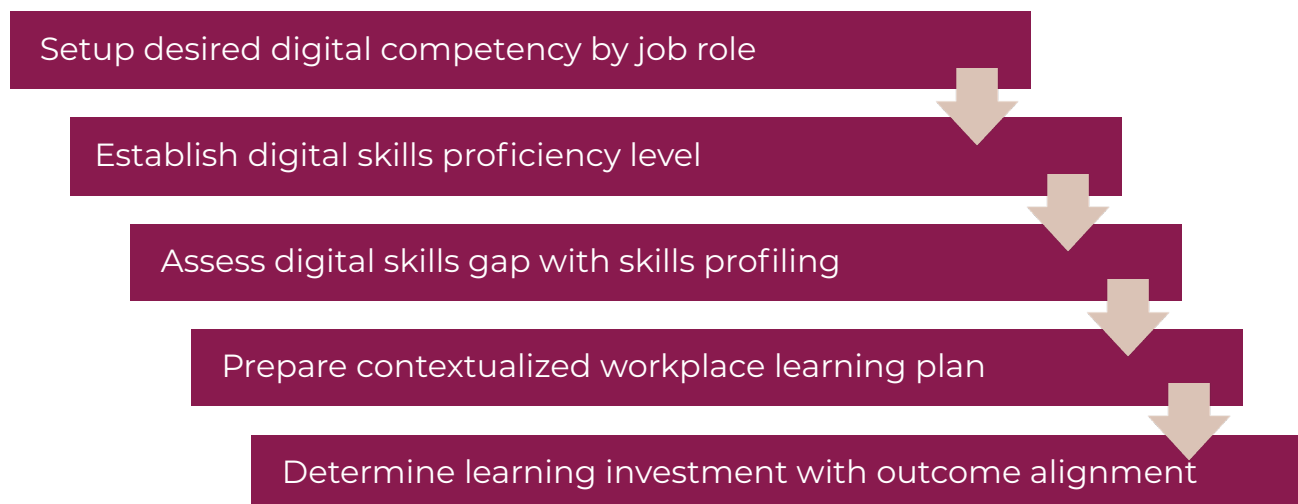 Setup desired digital competency by job role
Establish digital skills proficiency level
Assess digital skills gap with skills profiling
Prepare contextualized workplace learning plan
Determine learning investment with outcome alignment